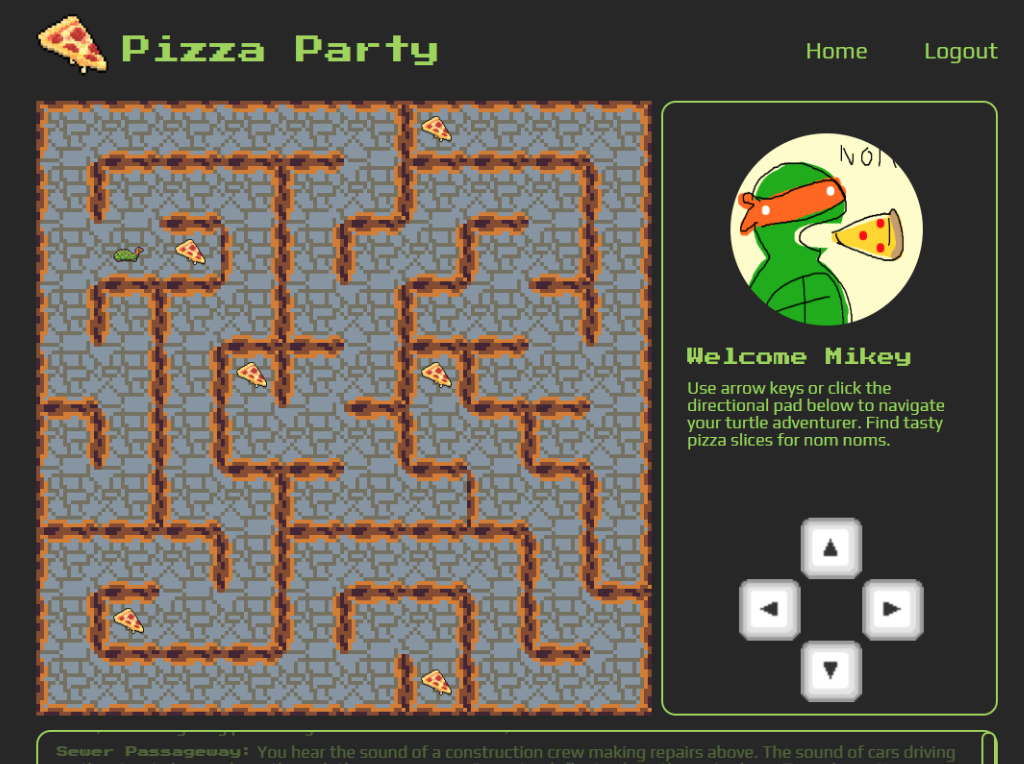 Pizza Party
Home
Logout
NOM
Welcome Mikey
Use arrow keys or click the
directional pad below to navigate
your turtle adventurer. Find tasty
pizza slices for nom noms.
Sewer Passageway: You hear the sound of a construction crew making repairs above. The sound of cars driving